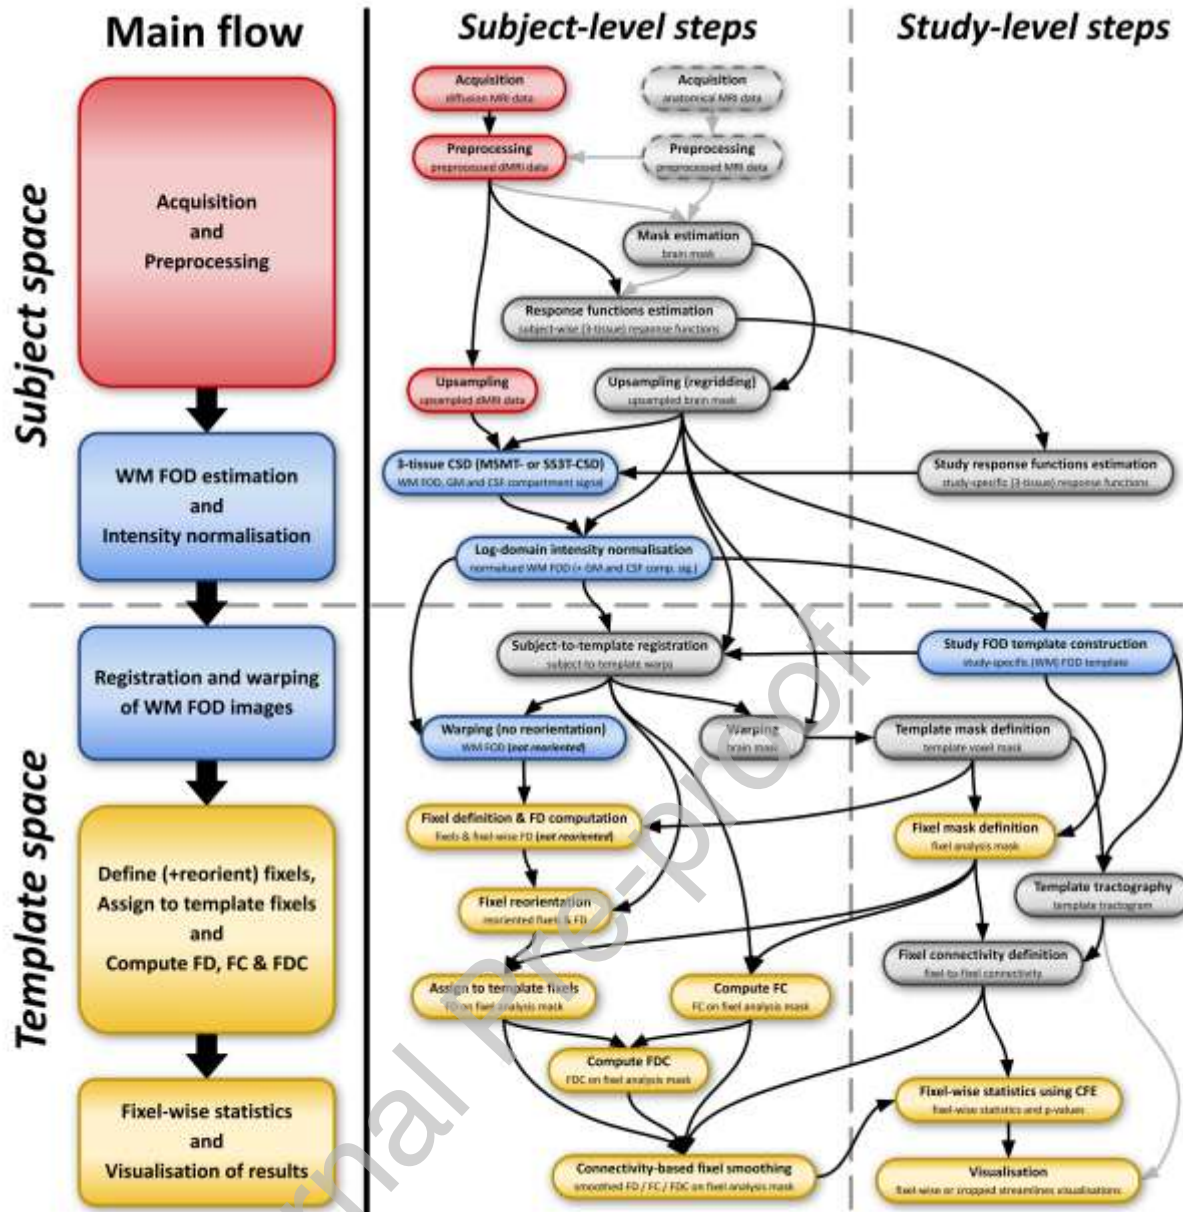 Main flow
Subject-level steps
Study-level steps
Subject space
Template space
Acquisition
and
Preprocessing
WM FOD estimation
and
Intensity normalisation
Registration and warping
of WM FOD images
Define (+reorient) fixels,
Assign to template fixels
and
Compute FD, FC & FDC
Fixel-wise statistics
and
Visualisation of results
Acquisition
diffusion MRI data
Acquisition
anatomical MRI data
Preprocessing
preprocessed dMRI data
Preprocessing
preprocessed MRI data
Mask estimation
brain mask
Response functions estimation
subject-wise (3-tissue) response functions
Upsampling
upsampled dMRI data
Upsampling (regridding)
upsampled brain mask
3-tissue CSD (MSMT- or SS3T-CSD)
WM FOD, GM and CSF compartment signal
Study response functions estimation
study-specific (3-tissue) response functions
Log-domain intensity normalisation
normalised WM FOD (+ GM and CSF comp. sig.)
Subject-to-template registration
subject-to-template warps
Study FOD template construction
study-specific (WM) FOD template
Warping (no reorientation)
WM FOD (not reoriented)
Warping
brain mask
Template mask definition
template voxel mask
Fixel definition & FD computation
fixels & fixel-wise FD (not reoriented)
Fixel mask definition
fixel analysis mask
Fixel reorientation
reoriented fixels & FD
Template tractography
template tractogram
Fixel connectivity definition
fixel-to-fixel connectivity
Assign to template fixels
FD on fixel analysis mask
Compute FC
FC on fixel analysis mask
Compute FDC
FDC on fixel analysis mask
Fixel-wise statistics using CFE
fixel-wise statistics and p-values
Connectivity-based fixel smoothing
smoothed FD / FC / FDC on fixel analysis mask
Visualisation
fixel-wise or cropped streamlines visualisations
rnal Pre-proof